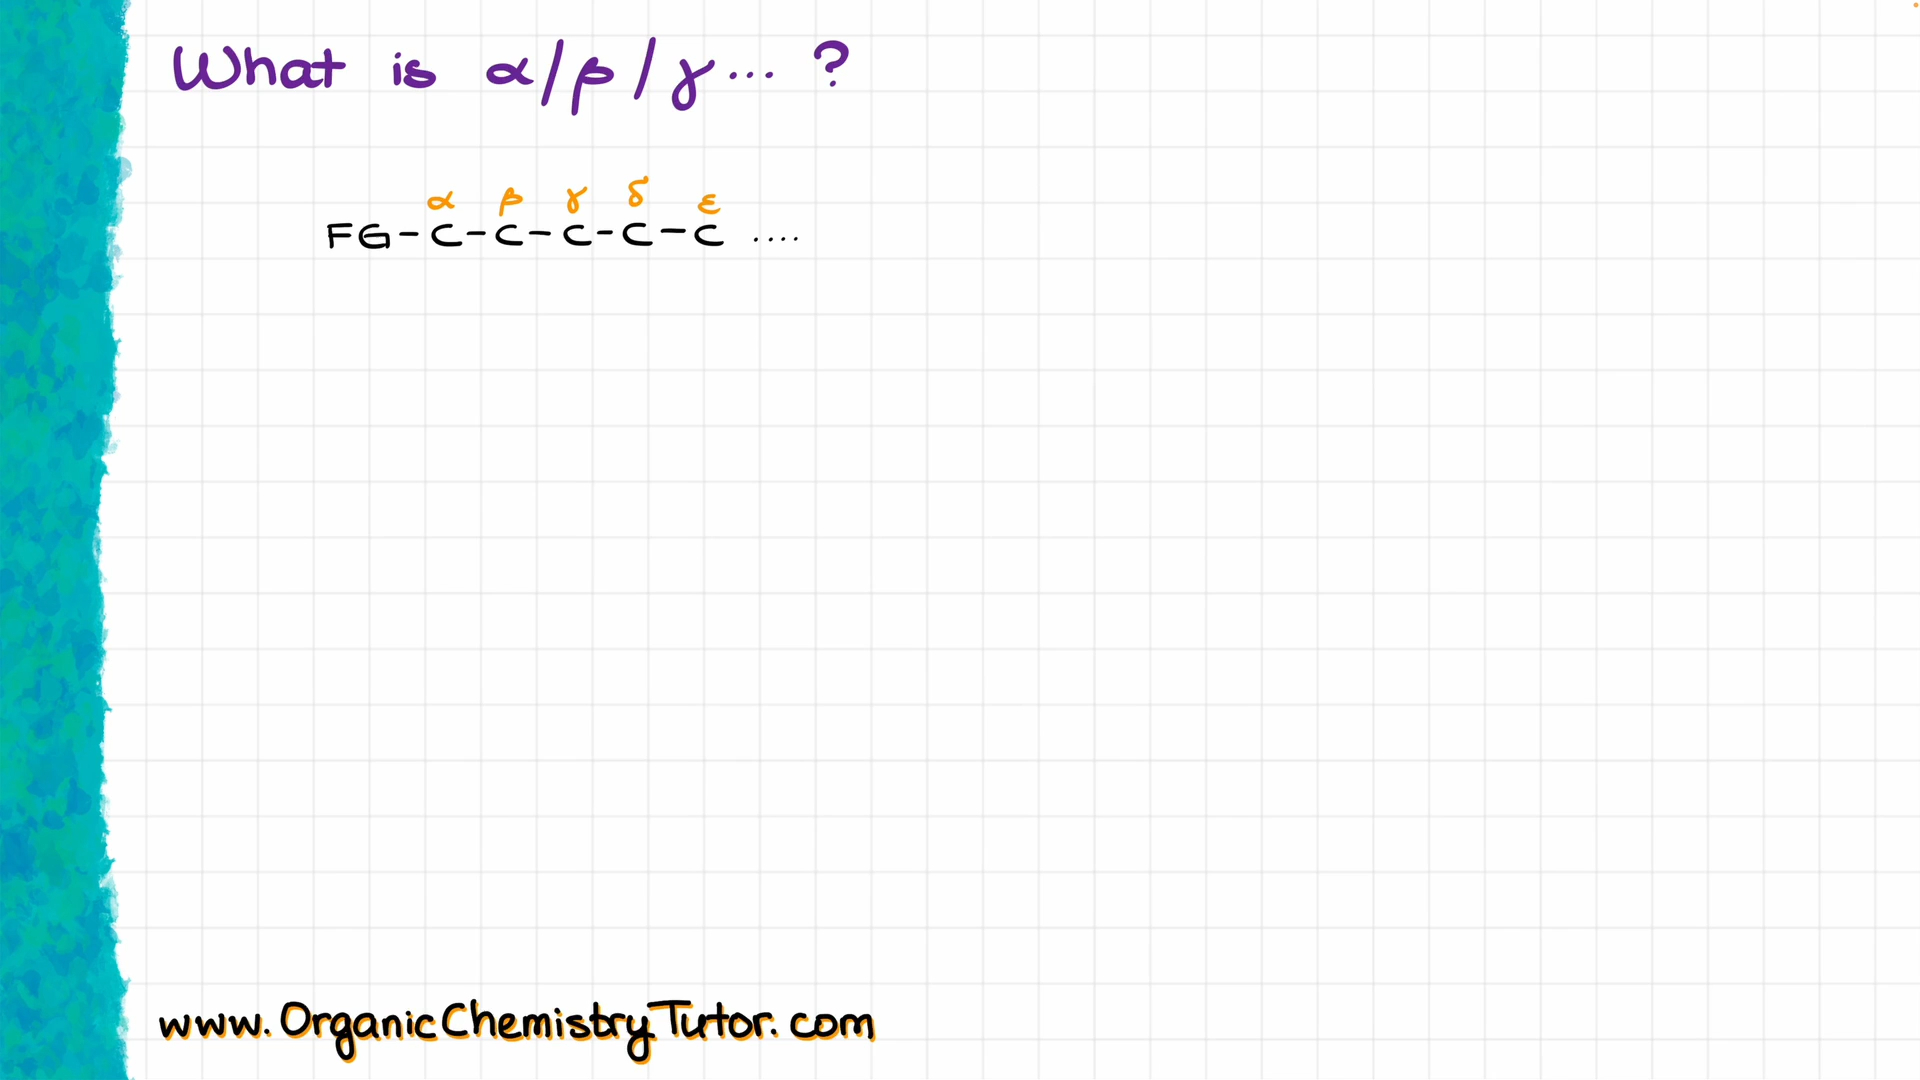 What is α/β/γ... ?
α β γ δ ε
FG-C-C-C-C-C ....
www.OrganicChemistryTutor.com